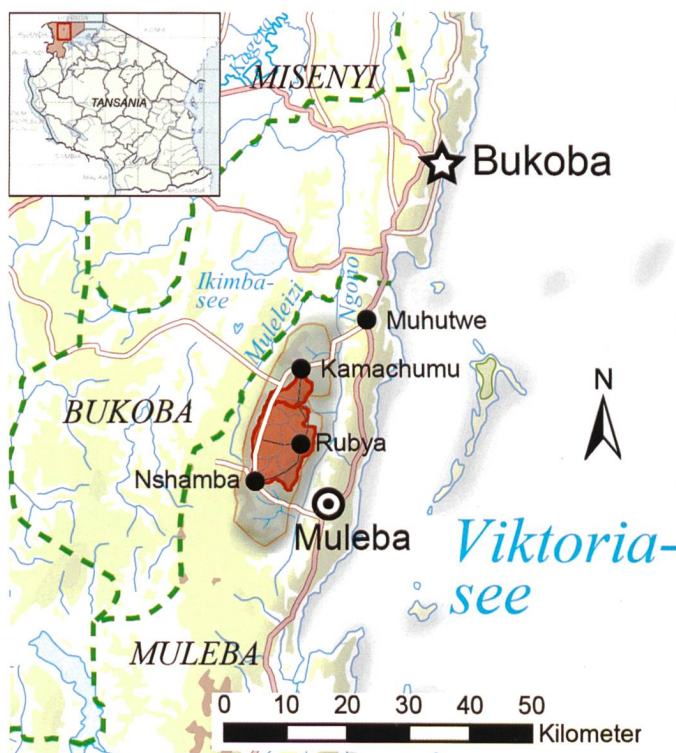 TANSANIA
Kagera
MISENYI
Bukoba
Ikimba-
see
Muleleizi
Ngono
Muhutwe
Kamachumu
BUKOBA
Rubya
Nshamba
Muleba
Viktoria-
see
N
MULEBA
0 10 20 30 40 50
Kilometer